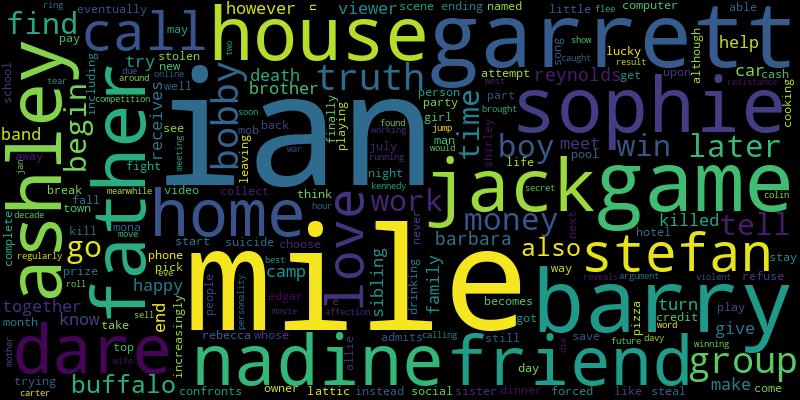 ian
mile
garrett
house
sophie
jack
game
barry
stefan
nadine
friend
ashley
father
home
dare
call
find
begin
truth
love
work
money
boy
win
later
tell
group
buffalo
go
bobby
time
also
turn
give
make
know
happy
together
camp
sibling
family
barbara
reynolds
meet
killed
help
car
viewer
however
death
brother
receives
try
band
end
day
eventually
ring
may
scene
ending
named
n
little
computer
able
flee
pay
stolen
new
including
school
online
around
competition
well
two
due
tear
soon
see
mob
back
war
hour
fight
meeting
away
break
video
fall
town
jan
meanwhile
decade
kill
mona
move
complete
regularly
prize
roll
phone
pick
start
suicide
choose
collect
think
night
july
man
party
person
girl
finally
playing
leaving
running
working
found
would
jump
kennedy
never
drinking
life
part
attempt
lucky
song
show
caught
result
west
brought
get
upon
although
cash
cooking
resistance
shirley
pool
secret
next
colin
hotel
stay
refuse
violent
way
becomes
got
reveals
argument
phone
month
take
top
trying
carter
mother
wife
sell
increasingly
people
personality
best
edgar
movie
affection
rebecca
whose
allie
admits
calling
still
confronts
owner
lattic
instead
social
sister
dinner
forced
like
steal
save
pizza
credit
word
future
davy
play
winning
come
die